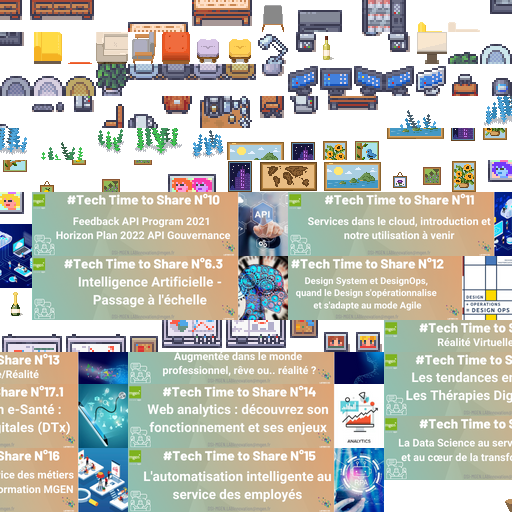 #Tech Time to Share N°10
Feedback API Program 2021
Horizon Plan 2022 API Gouvernance
API
#Tech Time to Share N°11
Services dans le cloud, introduction et
notre utilisation à venir
#Tech Time to Share N°6.3
Intelligence Artificielle -
Passage à l'échelle
#Tech Time to Share N°12
Design System et DesignOps,
quand le Design s'opérationnalise
et s'adapte au mode Agile
DESIGN
+ OPERATIONS
= DESIGN OPS
#Tech Time to S
Réalité Virtuelle
Share N°13
e/Réalité
Augmentée dans le monde
professionnel, rêve ou.. réalité ?
#Tech Time to S
Les tendances en
Les Thérapies Dig
Share N°17.1
n e-Santé :
gitales (DTx)
#Tech Time to Share N°14
Web analytics : découvrez son
fonctionnement et ses enjeux
ANALYTICS
#Tech Time to S
La Data Science au serv
et au cœur de la transfo
Share N°16
vice des métiers
ormation MGEN
#Tech Time to Share N°15
L'automatisation intelligente au
service des employés